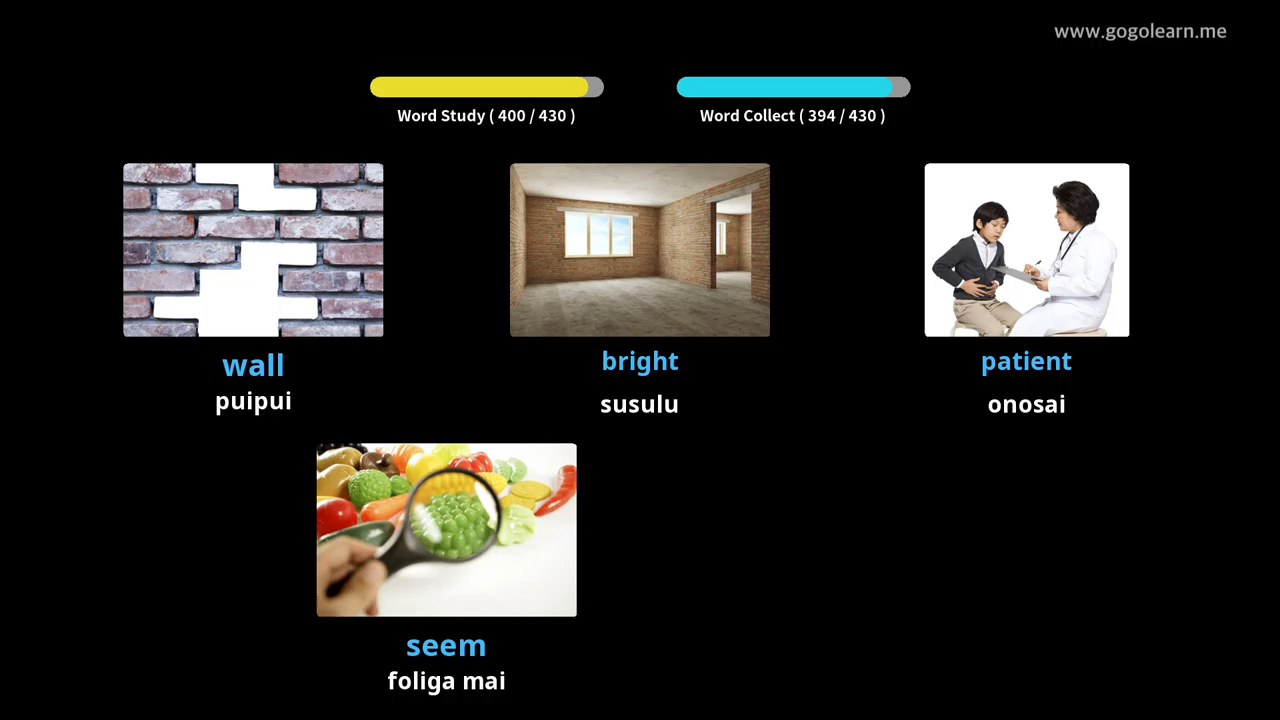 www.gogolearn.me
Word Study ( 400 / 430 )
Word Collect ( 394 / 430 )
wall
puipui
bright
susulu
patient
onosai
seem
foliga mai